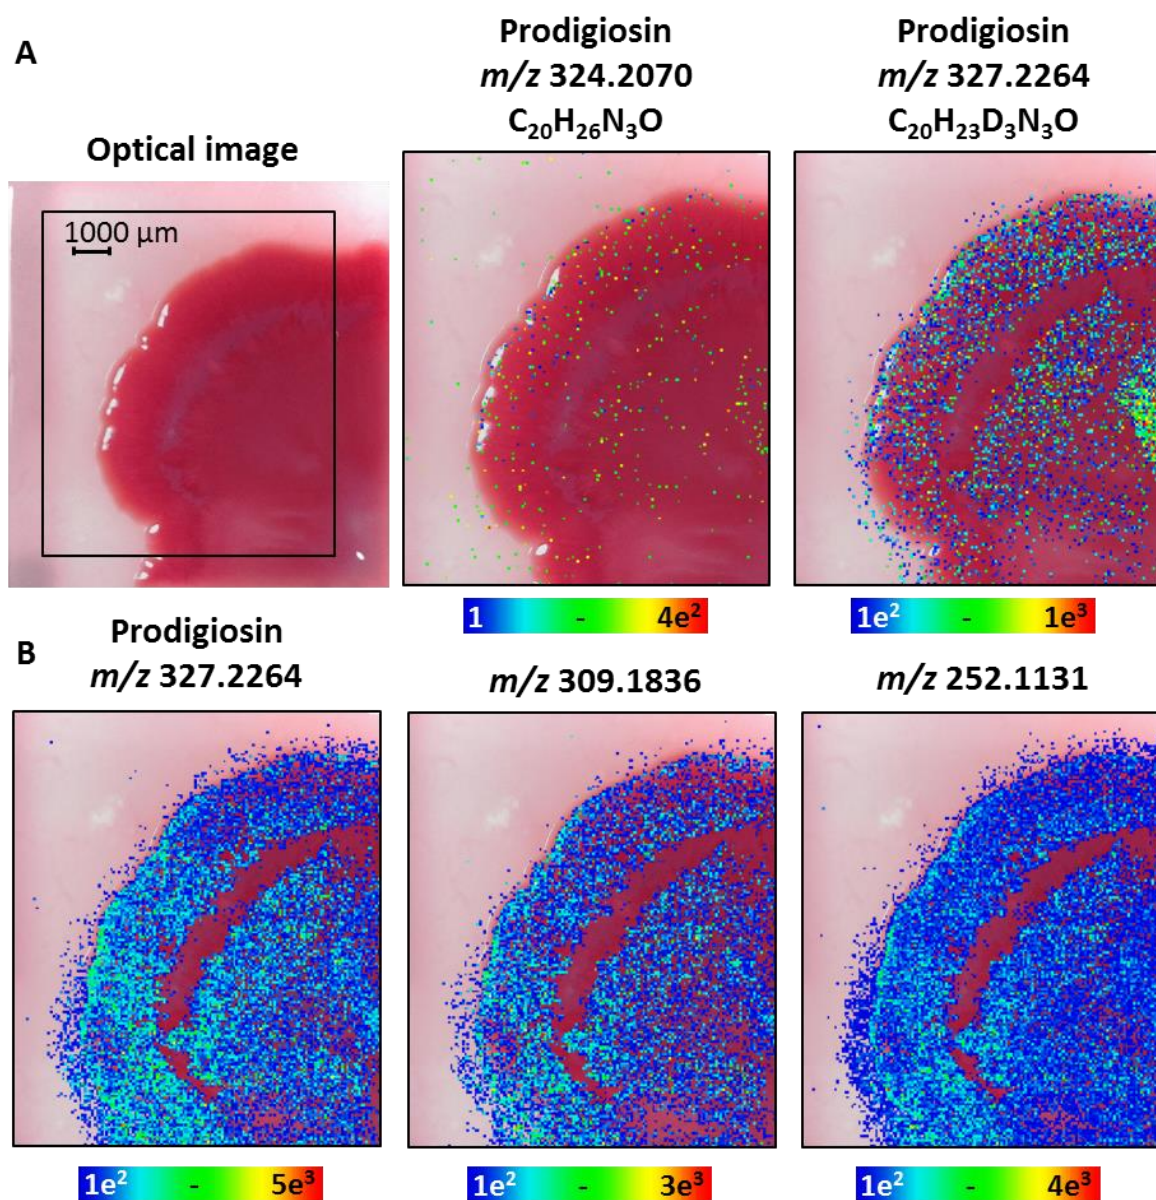 A
Optical image
1000 µm
Prodigiosin
m/z 324.2070
C₂₀H₂₆N₃O
1 - 4e²
Prodigiosin
m/z 327.2264
C₂₀H₂₃D₃N₃O
1e² - 1e³
B
Prodigiosin
m/z 327.2264
1e² - 5e³
m/z 309.1836
1e² - 3e³
m/z 252.1131
1e² - 4e³